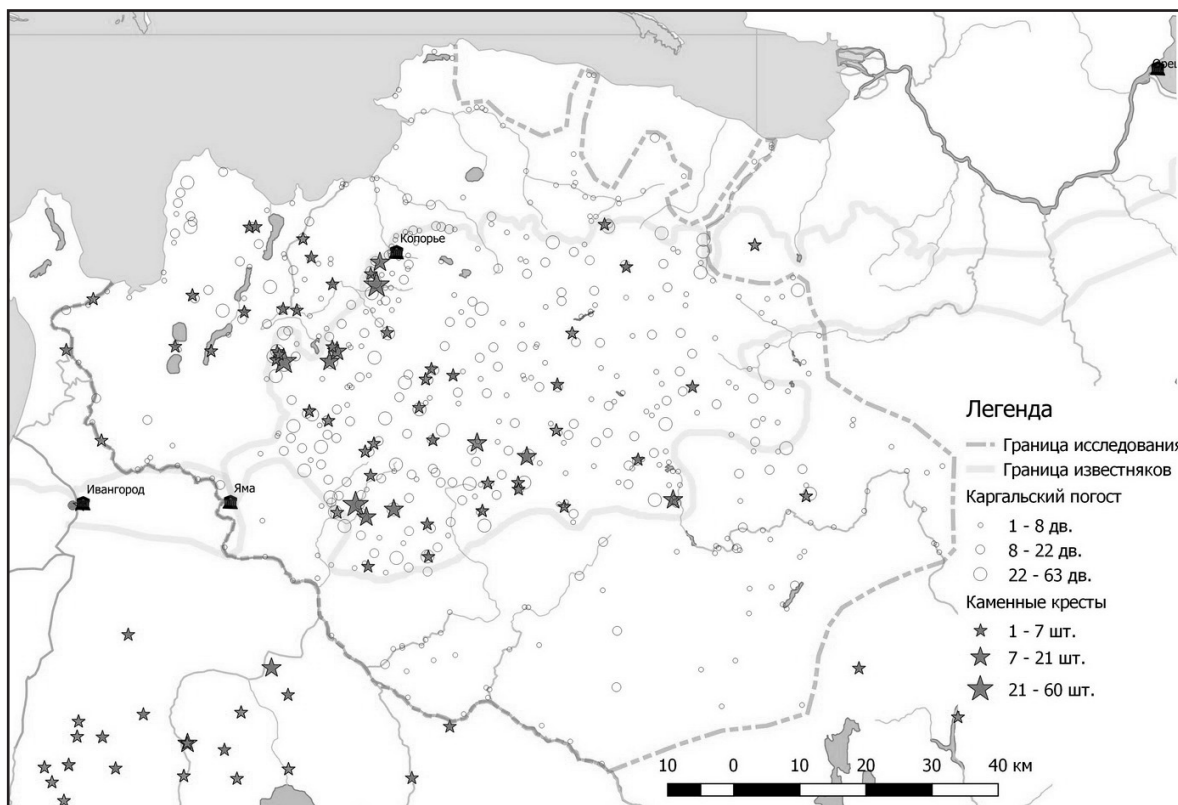 Копорье
Ивангород
Яма
Легенда
Граница исследования
Граница известняков
Каргальский погост
1 - 8 дв.
8 - 22 дв.
22 - 63 дв.
Каменные кресты
1 - 7 шт.
7 - 21 шт.
21 - 60 шт.
10 0 10 20 30 40 км